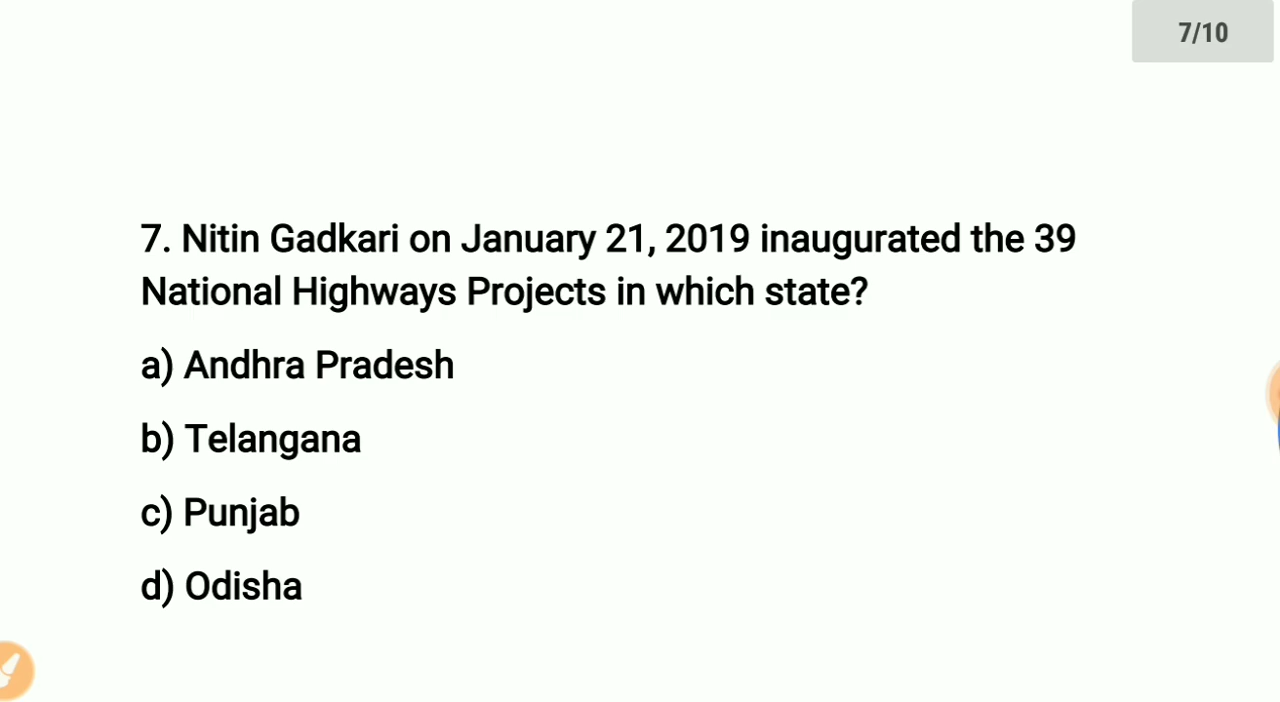 7/10
7. Nitin Gadkari on January 21, 2019 inaugurated the 39
National Highways Projects in which state?
a) Andhra Pradesh
b) Telangana
c) Punjab
d) Odisha